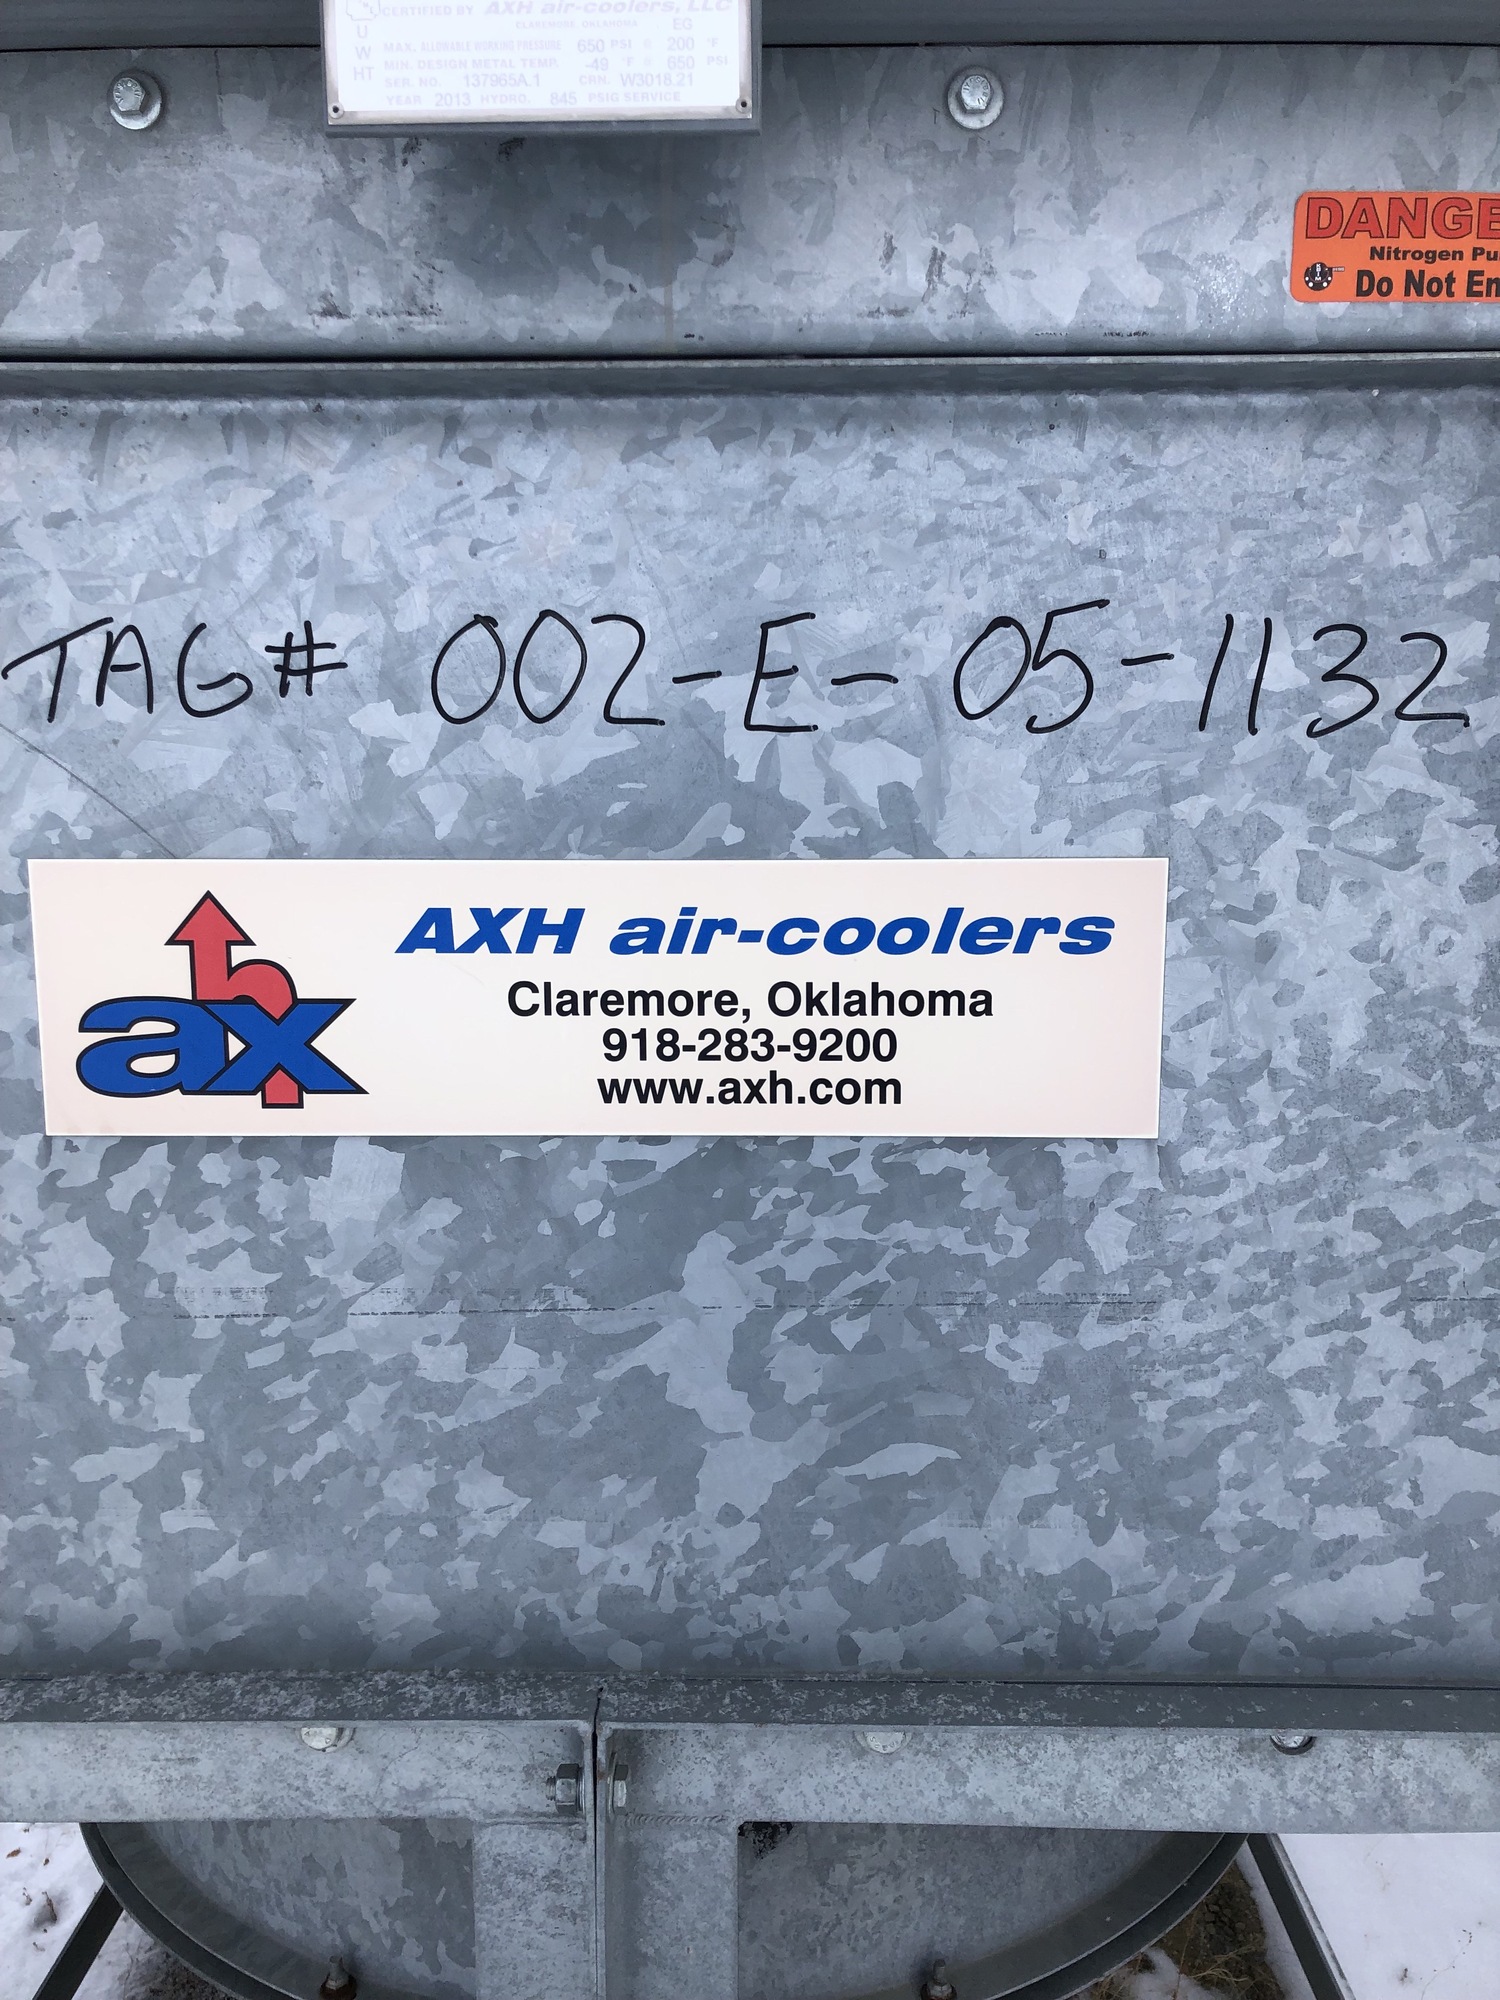 CERTIFIED BY AXH air-coolers, LLC
CLAREMORE, OKLAHOMA EG
U
W
HT
MAX. ALLOWABLE WORKING PRESSURE 650 PSI @ 200 °F
MIN. DESIGN METAL TEMP. -49 °F @ 650 PSI
SER. NO. 137965A.1 CRN. W3018.21
YEAR 2013 HYDRO. 845 PSIG SERVICE
DANGE
Nitrogen Pu
Do Not En
TAG# 002-E-05-1132
axh
AXH air-coolers
Claremore, Oklahoma
918-283-9200
www.axh.com